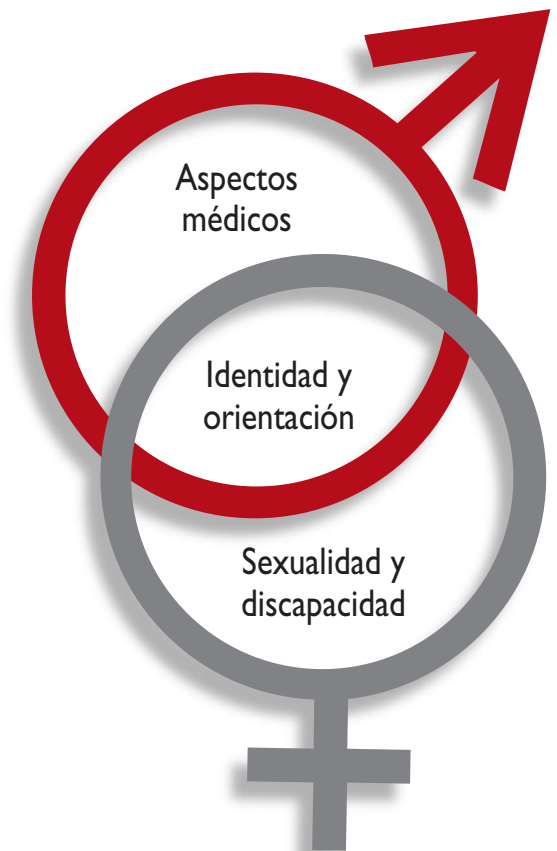 Aspectos
médicos
Identidad y
orientación
Sexualidad y
discapacidad